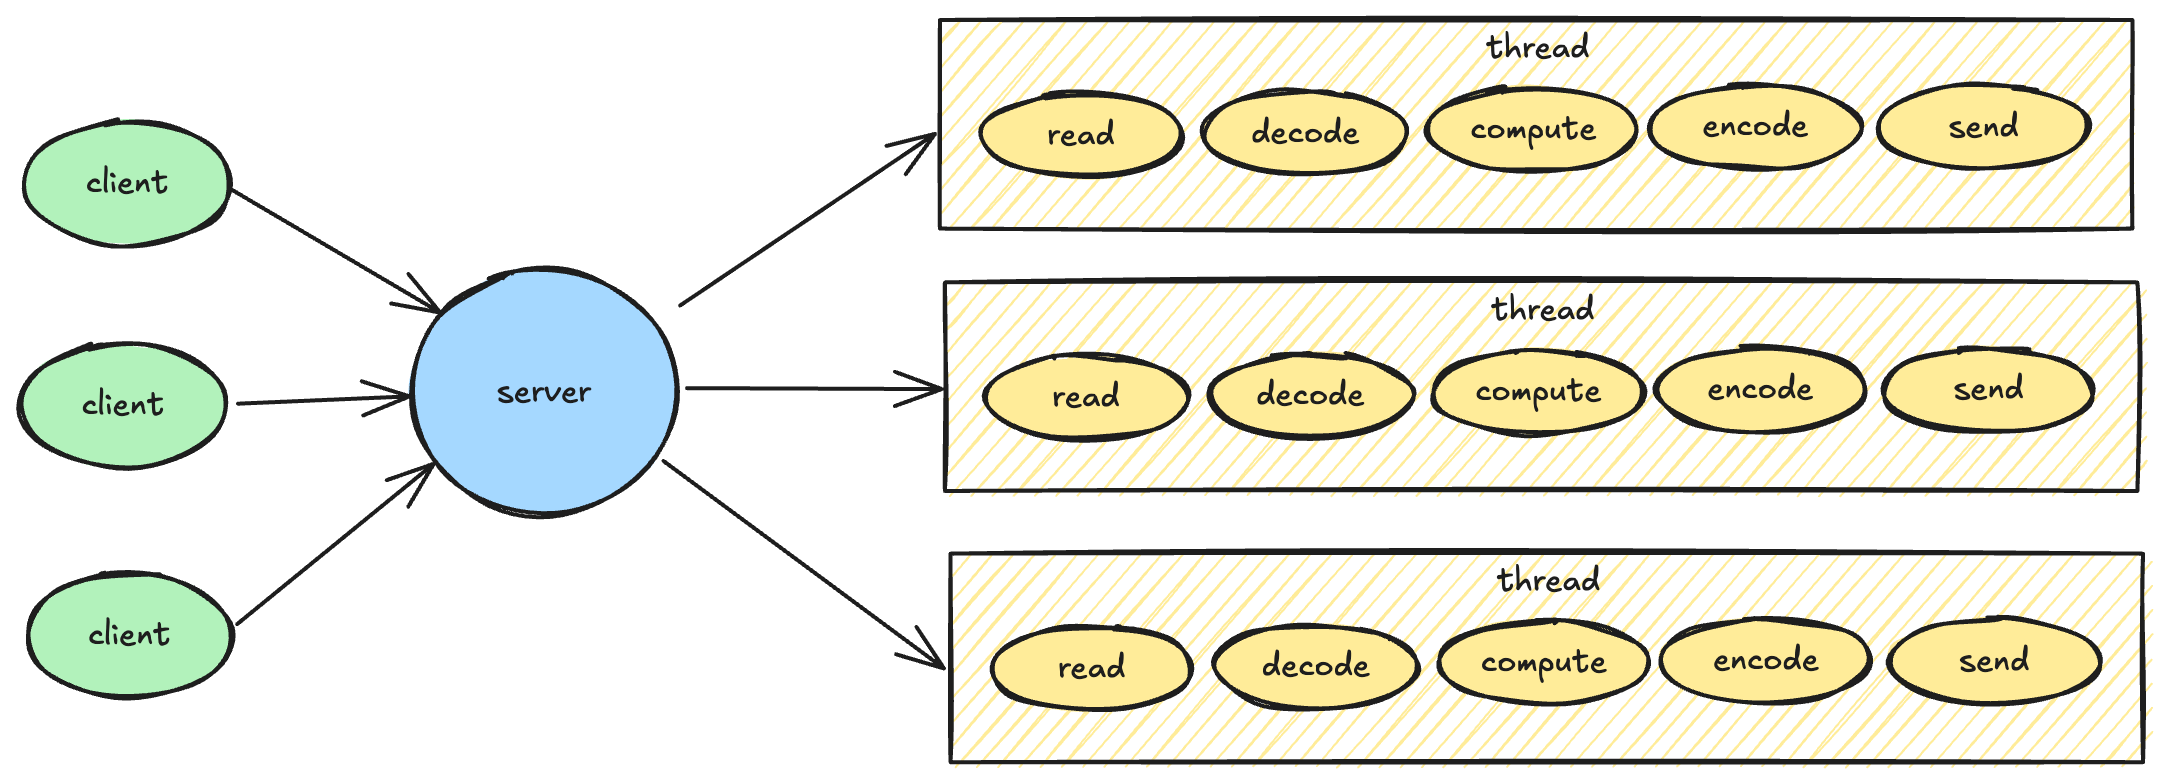 client
client
client
server
thread
read
decode
compute
encode
send
thread
read
decode
compute
encode
send
thread
read
decode
compute
encode
send